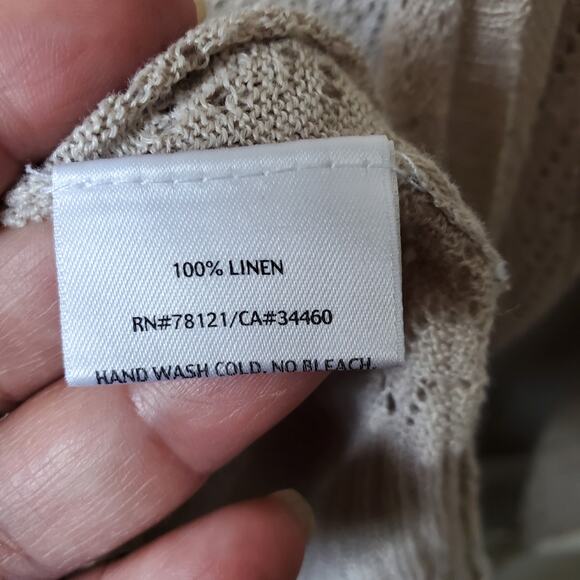 100% LINEN
RN#78121/CA#34460
HAND WASH COLD. NO BLEACH.